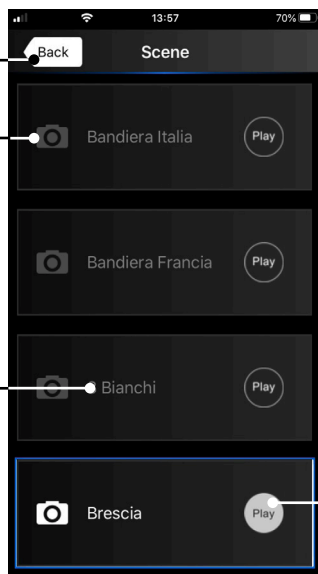 13:57
70%
Back
Scene
Bandiera Italia
Play
Bandiera Francia
Play
Bianchi
Play
Brescia
Play